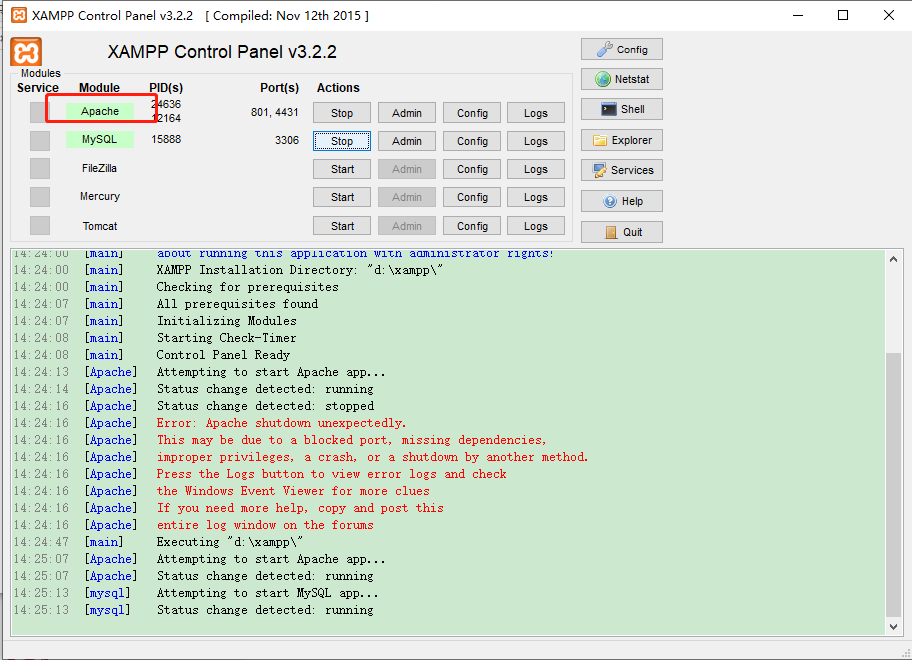 XAMPP Control Panel v3.2.2 [ Compiled: Nov 12th 2015 ]
XAMPP Control Panel v3.2.2
Modules
Service Module PID(s) Port(s) Actions
Apache 24636 12164 801, 4431 Stop Admin Config Logs
MySQL 15888 3306 Stop Admin Config Logs
FileZilla Start Admin Config Logs
Mercury Start Admin Config Logs
Tomcat Start Admin Config Logs
Config
Netstat
Shell
Explorer
Services
Help
Quit
14:24:00 [main] about running this application with administrator rights!
14:24:00 [main] XAMPP Installation Directory: "d:\xampp\"
14:24:00 [main] Checking for prerequisites
14:24:07 [main] All prerequisites found
14:24:07 [main] Initializing Modules
14:24:08 [main] Starting Check-Timer
14:24:08 [main] Control Panel Ready
14:24:13 [Apache] Attempting to start Apache app...
14:24:14 [Apache] Status change detected: running
14:24:16 [Apache] Status change detected: stopped
14:24:16 [Apache] Error: Apache shutdown unexpectedly.
14:24:16 [Apache] This may be due to a blocked port, missing dependencies,
14:24:16 [Apache] improper privileges, a crash, or a shutdown by another method.
14:24:16 [Apache] Press the Logs button to view error logs and check
14:24:16 [Apache] the Windows Event Viewer for more clues
14:24:16 [Apache] If you need more help, copy and post this
14:24:16 [Apache] entire log window on the forums
14:24:47 [main] Executing "d:\xampp\"
14:25:07 [Apache] Attempting to start Apache app...
14:25:07 [Apache] Status change detected: running
14:25:13 [mysql] Attempting to start MySQL app...
14:25:13 [mysql] Status change detected: running